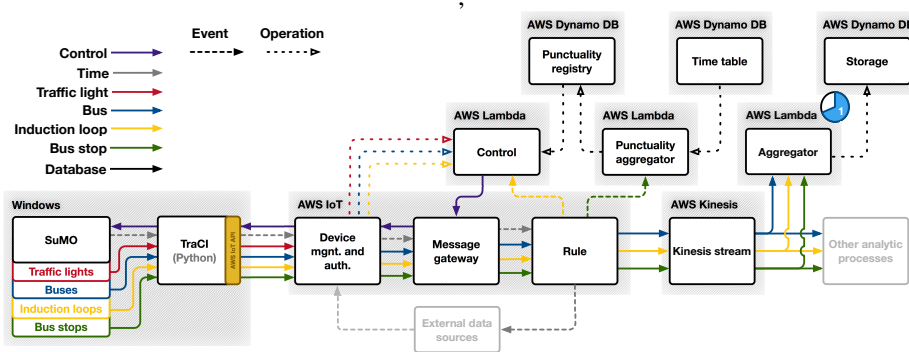 ,
Event
Operation
Control
Time
Traffic light
Bus
Induction loop
Bus stop
Database
AWS Dynamo DB
AWS Dynamo DB
AWS Dynamo DB
Punctuality
registry
Time table
Storage
AWS Lambda
AWS Lambda
AWS Lambda
1
Control
Punctuality
aggregator
Aggregator
Windows
AWS IoT
AWS Kinesis
SuMO
Traffic lights
Buses
Induction loops
Bus stops
TraCI
(Python)
AWS IoT API
Device
mgnt. and
auth.
Message
gateway
Rule
Kinesis stream
Other analytic
processes
External data
sources